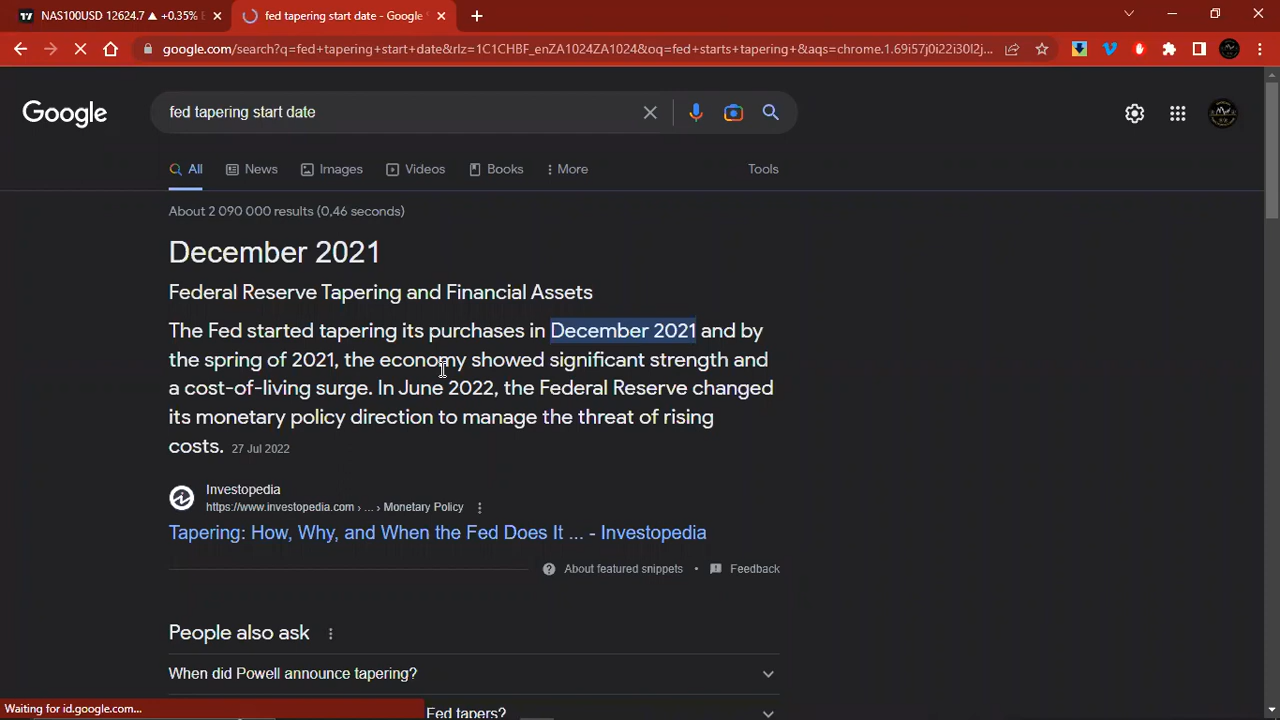 NAS100USD 12624.7 ▲ +0.35%
fed tapering start date - Google
google.com/search?q=fed+tapering+start+date&rlz=1C1CHBF_enZA1024ZA1024&oq=fed+starts+tapering+&aqs=chrome.1.69i57j0i22i30l2j...
Google
fed tapering start date
All News Images Videos Books More Tools
About 2 090 000 results (0,46 seconds)
December 2021
Federal Reserve Tapering and Financial Assets
The Fed started tapering its purchases in December 2021 and by
the spring of 2021, the economy showed significant strength and
a cost-of-living surge. In June 2022, the Federal Reserve changed
its monetary policy direction to manage the threat of rising
costs. 27 Jul 2022
Investopedia
https://www.investopedia.com › ... › Monetary Policy
Tapering: How, Why, and When the Fed Does It ... - Investopedia
About featured snippets • Feedback
People also ask
When did Powell announce tapering?
Fed tapers?
Waiting for id.google.com...